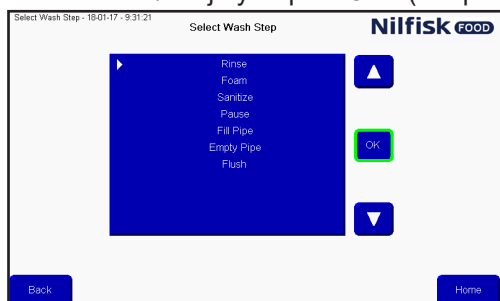 Select Wash Step - 18-01-17 - 9:31:21
Select Wash Step
Nilfisk FOOD
Rinse
Foam
Sanitize
Pause
Fill Pipe
Empty Pipe
Flush
OK
Back
Home